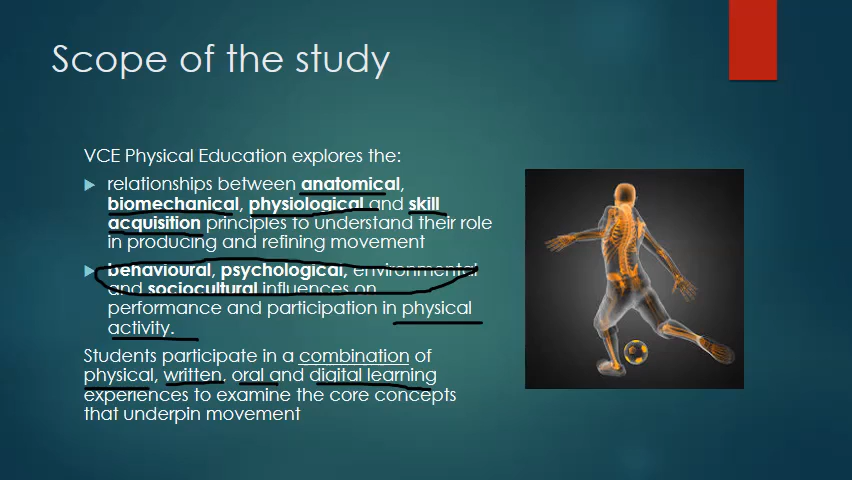 Scope of the study
VCE Physical Education explores the:
relationships between anatomical,
biomechanical, physiological and skill
acquisition principles to understand their role
in producing and refining movement
behavioural, psychological, environmental
and sociocultural influences on
performance and participation in physical
activity.
Students participate in a combination of
physical, written, oral and digital learning
experiences to examine the core concepts
that underpin movement